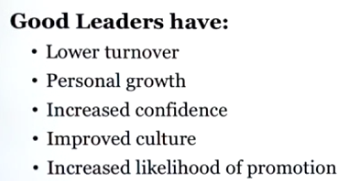 Good Leaders have:
• Lower turnover
• Personal growth
• Increased confidence
• Improved culture
• Increased likelihood of promotion